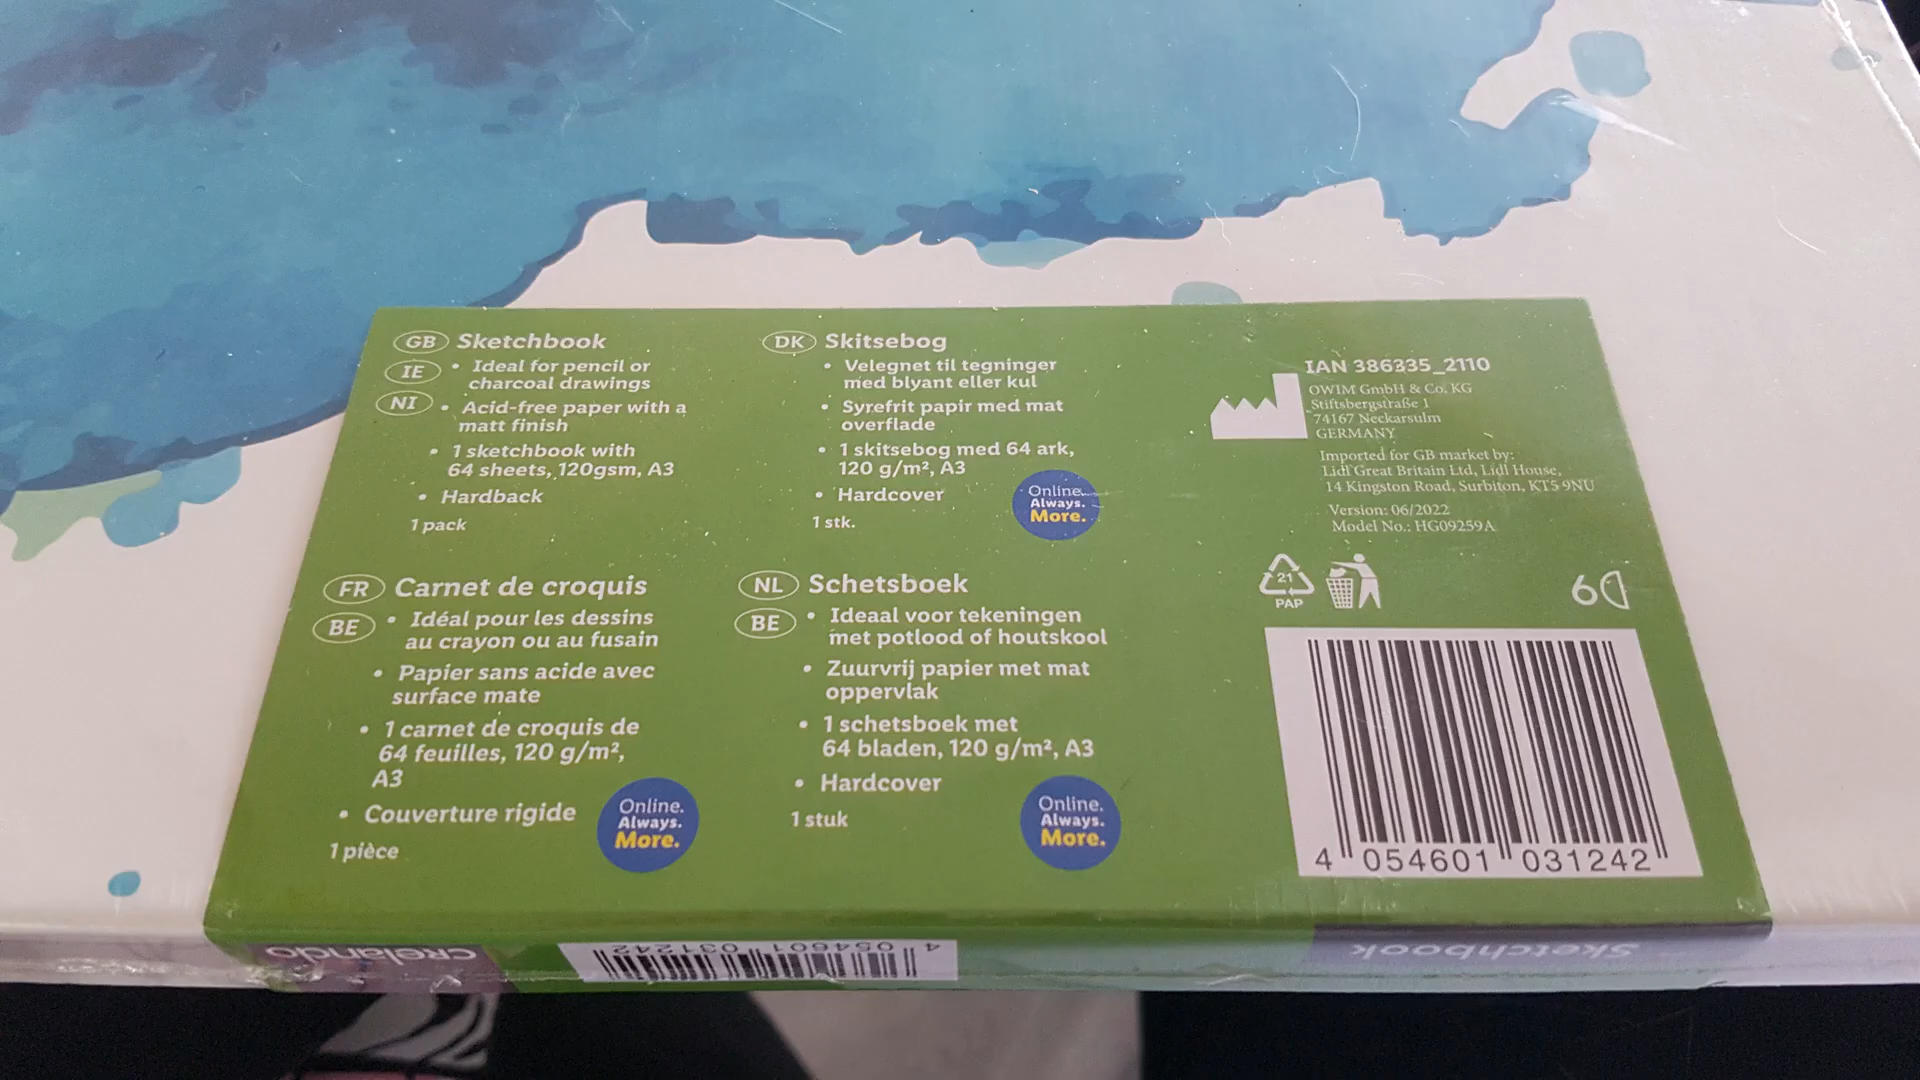 GB Sketchbook
IE • Ideal for pencil or
charcoal drawings
NI • Acid-free paper with a
matt finish
• 1 sketchbook with
64 sheets, 120gsm, A3
• Hardback
1 pack
DK Skitsebog
• Velegnet til tegninger
med blyant eller kul
• Syrefrit papir med mat
overflade
• 1 skitsebog med 64 ark,
120 g/m², A3
• Hardcover
1 stk.
Online.
Always.
More.
FR Carnet de croquis
BE • Idéal pour les dessins
au crayon ou au fusain
• Papier sans acide avec
surface mate
• 1 carnet de croquis de
64 feuilles, 120 g/m²,
A3
• Couverture rigide
1 pièce
Online.
Always.
More.
NL Schetsboek
BE • Ideaal voor tekeningen
met potlood of houtskool
• Zuurvrij papier met mat
oppervlak
• 1 schetsboek met
64 bladen, 120 g/m², A3
• Hardcover
1 stuk
Online.
Always.
More.
IAN 386335_2110
OWIM GmbH & Co. KG
Stiftsbergstraße 1
74167 Neckarsulm
GERMANY
Imported for GB market by:
Lidl Great Britain Ltd, Lidl House,
14 Kingston Road, Surbiton, KT5 9NU
Version: 06/2022
Model No.: HG09259A
21
PAP
6
4 054601 031242
crelando
4 054601 031242
Sketchbook